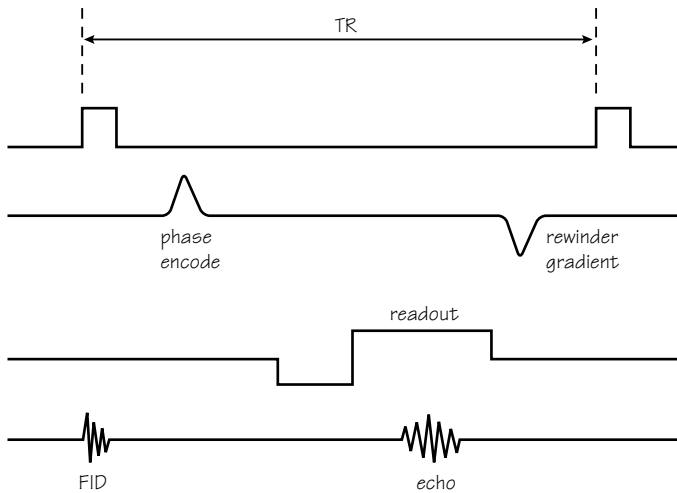 TR
phase
encode
rewinder
gradient
readout
FID
echo